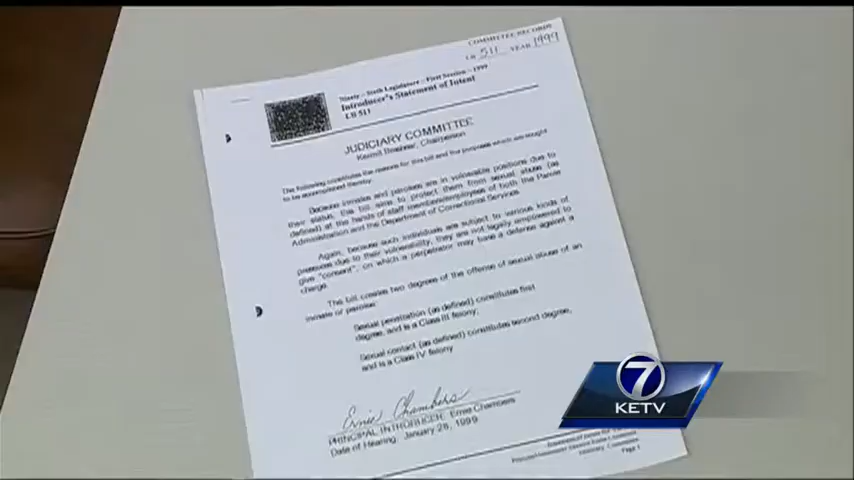 COMMITTEE RECORDS
LB 511 YEAR 1999
Ninety - Sixth Legislature - First Session - 1999
Introducer's Statement of Intent
LB 511
JUDICIARY COMMITTEE
Kermit Brashear, Chairperson
The following constitutes the reasons for this bill and the purposes which are sought
to be accomplished thereby:
Because inmates and parolees are in vulnerable positions due to
their status, this bill aims to protect them from sexual abuse (as
defined) at the hands of staff members/employees of both the Parole
Administration and the Department of Correctional Services.
Again, because such individuals are subject to various kinds of
pressures due to their vulnerability, they are not legally empowered to
give "consent", on which a perpetrator may base a defense against a
charge.
The bill creates two degrees of the offense of sexual abuse of an
inmate or parolee:
Sexual penetration (as defined) constitutes first
degree, and is a Class III felony;
Sexual contact (as defined) constitutes second degree,
and is a Class IV felony
Ernie Chambers
PRINCIPAL INTRODUCER: Ernie Chambers
Date of Hearing: January 28, 1999
Page 1
7
KETV